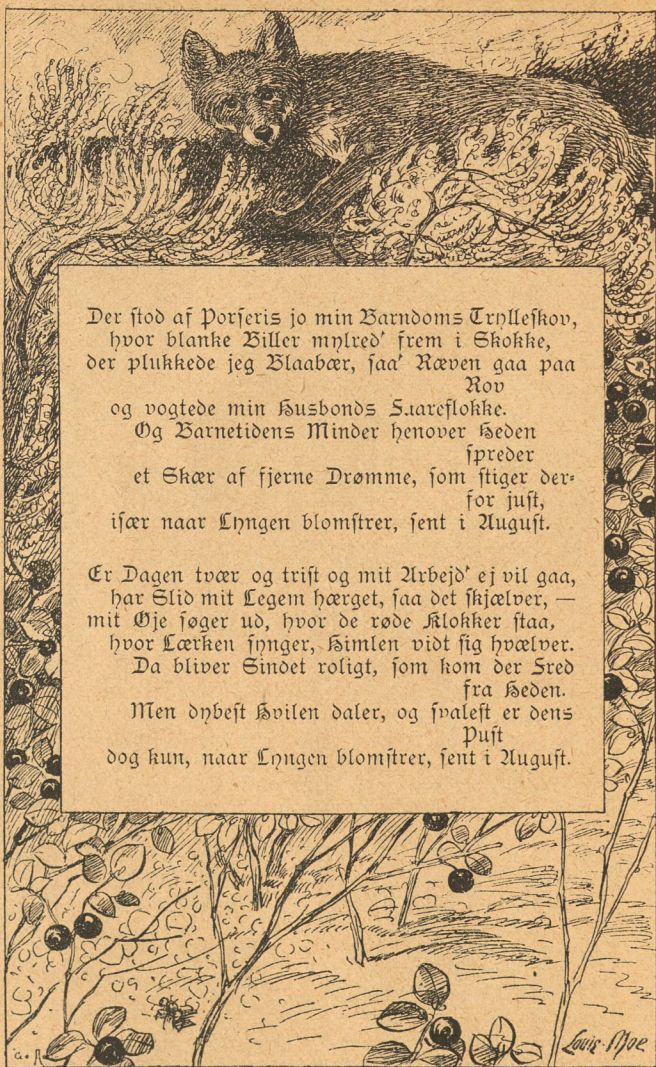 Der stod af Porseris jo min Barndoms Trylleskov,
hvor blanke Biller mylred' frem i Skokke,
der plukkede jeg Blaabær, saa' Ræven gaa paa
Rov
og vogtede min Husbonds Faareflokke.
Og Barnetidens Minder henover Heden
spreder
et Skær af fjerne Drømme, som stiger der-
for just,
især naar Lyngen blomstrer, sent i August.
Er Dagen tvær og trist og mit Arbejd' ej vil gaa,
har Slid mit Legem hærget, saa det skjælver, —
mit Øje søger ud, hvor de røde Klokker staa,
hvor Lærken synger, Himlen vidt sig hvælver.
Da bliver Sindet roligt, som kom der Fred
fra Heden.
Men dybest Hvilen daler, og svalest er dens
Pust
dog kun, naar Lyngen blomstrer, sent i August.
Louis Moe